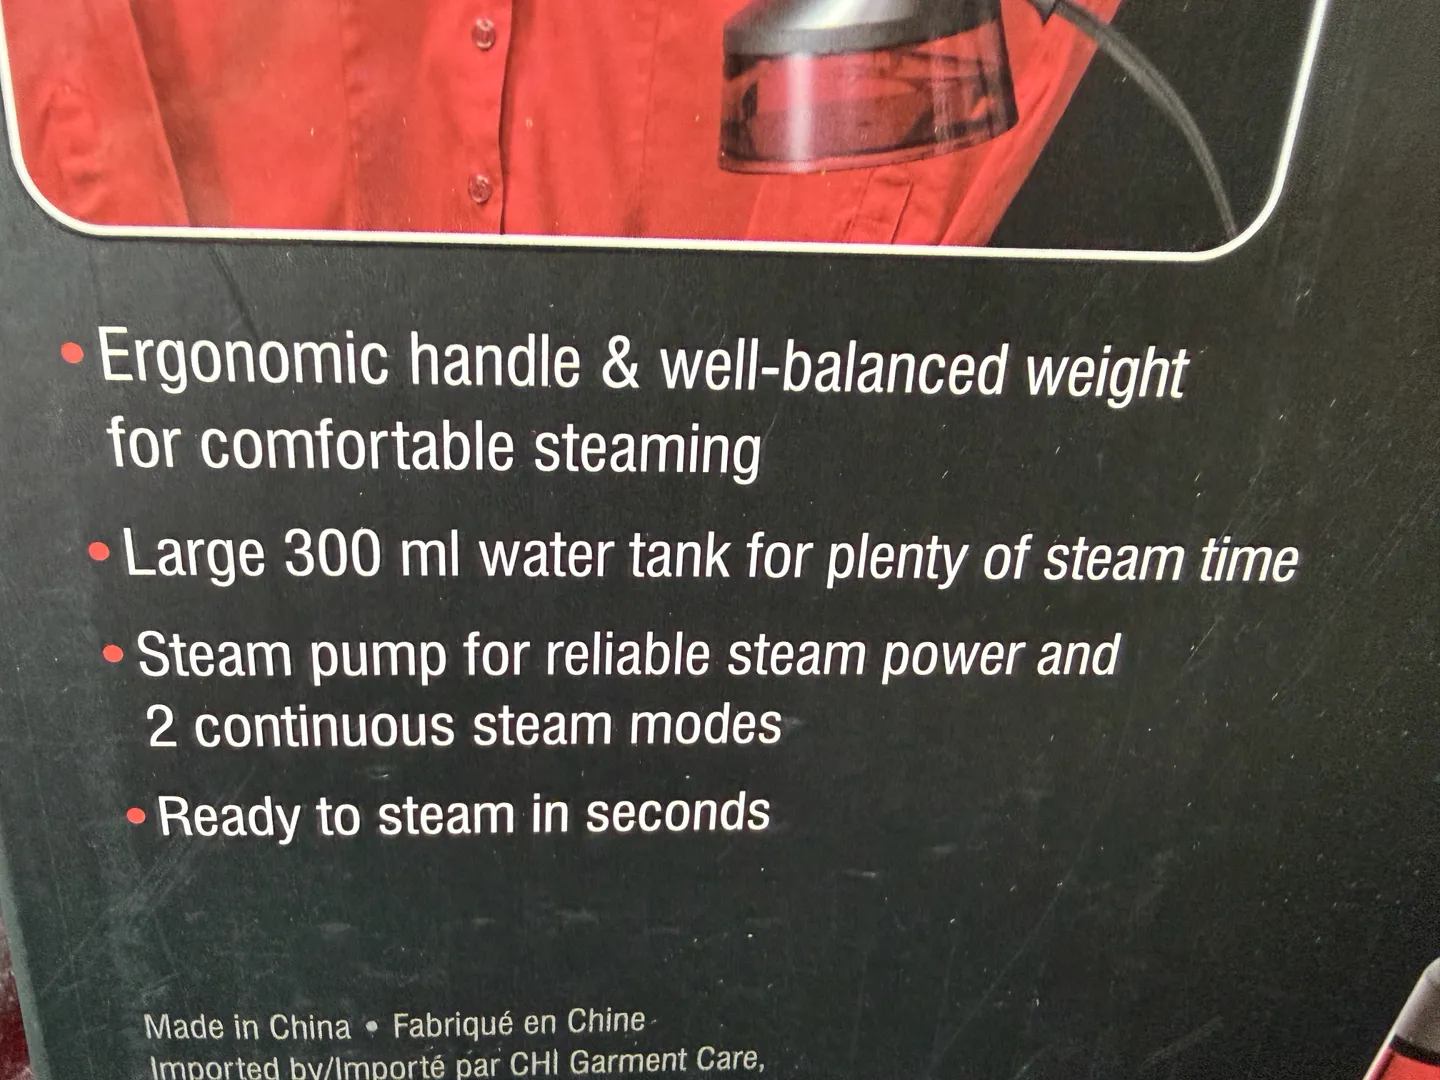 • Ergonomic handle & well-balanced weight
for comfortable steaming
• Large 300 ml water tank for plenty of steam time
• Steam pump for reliable steam power and
2 continuous steam modes
• Ready to steam in seconds
Made in China • Fabriqué en Chine
Imported by/Importé par CHI Garment Care,